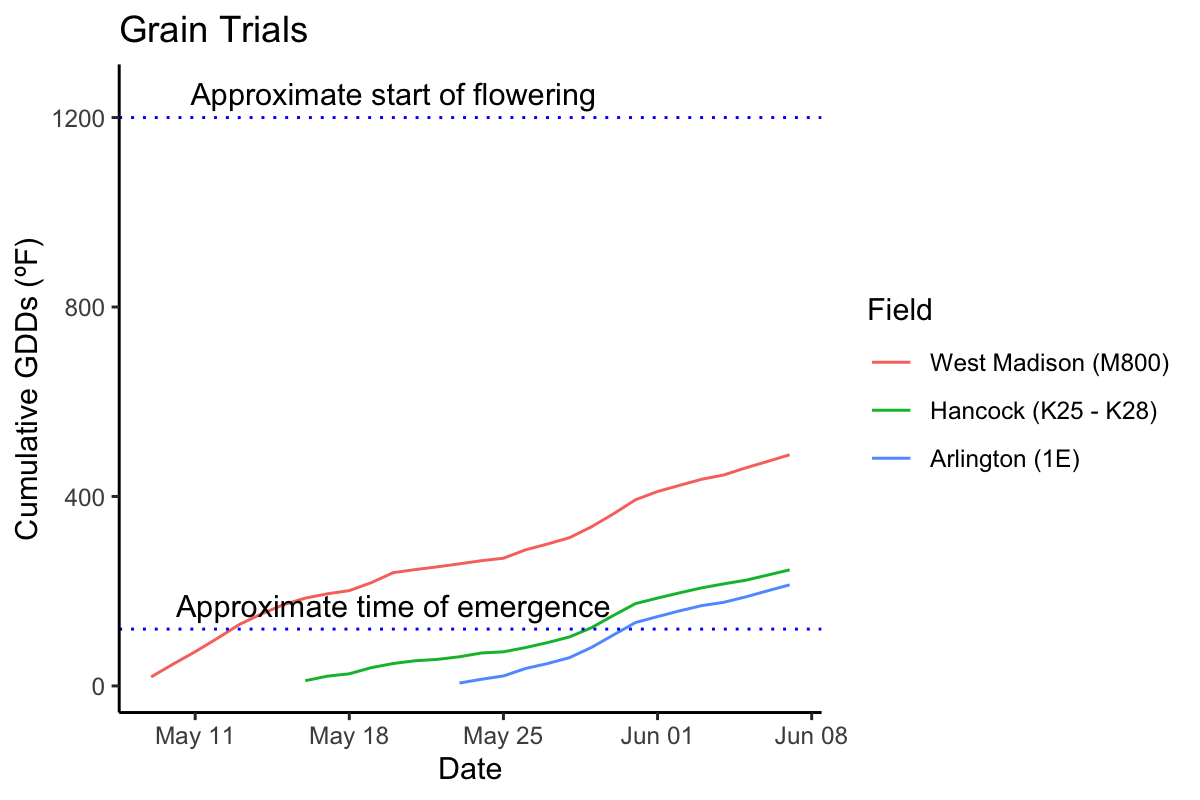 Grain Trials
Approximate start of flowering
1200
800
400
0
Cumulative GDDs (ºF)
Approximate time of emergence
May 11
May 18
May 25
Jun 01
Jun 08
Date
Field
West Madison (M800)
Hancock (K25 - K28)
Arlington (1E)